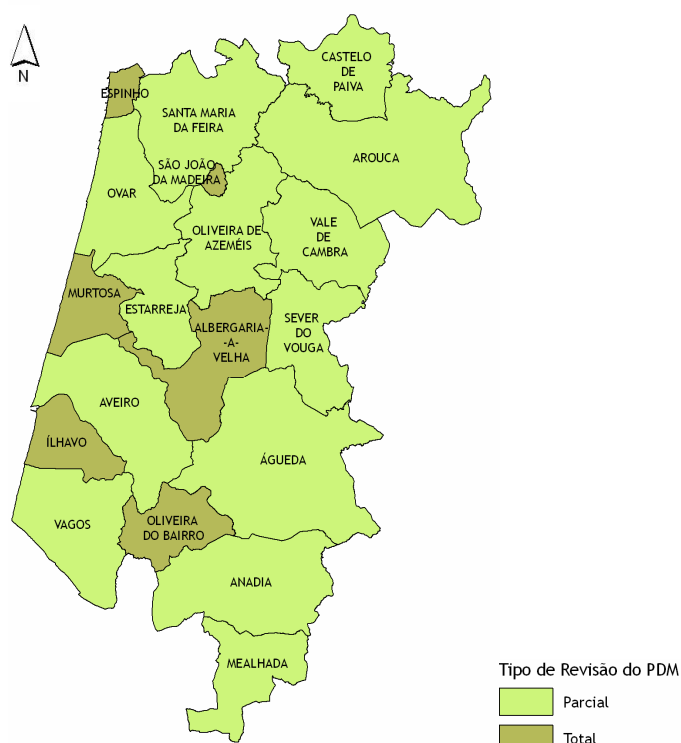 N
CASTELO
DE
PAIVA
ESPINHO
SANTA MARIA
DA FEIRA
AROUCA
SÃO JOÃO
DA MADEIRA
OVAR
OLIVEIRA DE
AZEMÉIS
VALE
DE
CAMBRA
MURTOSA
ESTARREJA
ALBERGARIA-
-A-
VELHA
SEVER
DO
VOUGA
AVEIRO
ÍLHAVO
ÁGUEDA
VAGOS
OLIVEIRA
DO BAIRRO
ANADIA
MEALHADA
Tipo de Revisão do PDM
Parcial
Total